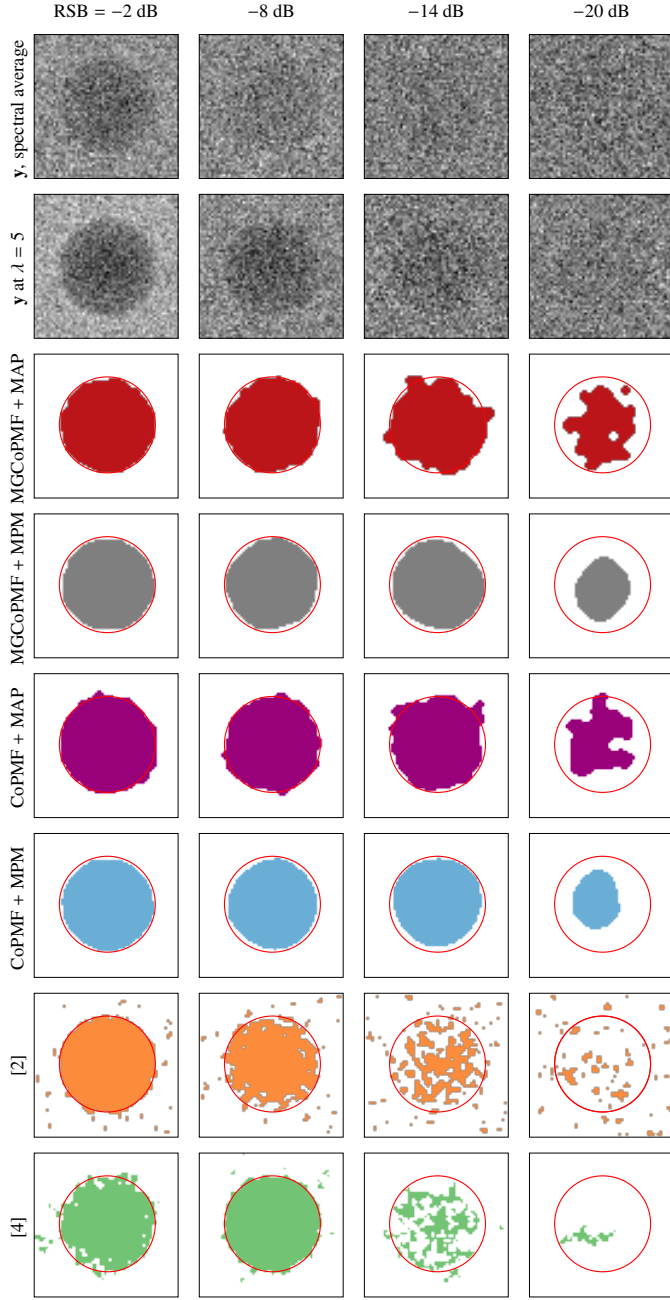 RSB = −2 dB
−8 dB
−14 dB
−20 dB
y, spectral average
y at λ = 5
MGCoPMF + MAP
MGCoPMF + MPM
CoPMF + MAP
CoPMF + MPM
[2]
[4]